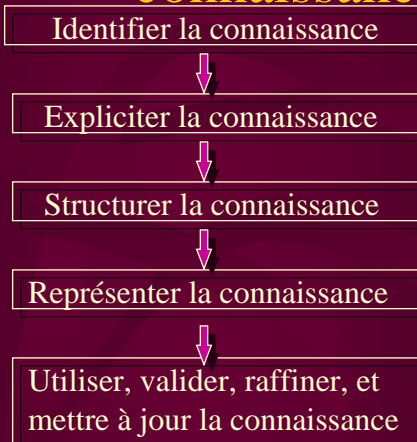 Identifier la connaissance
Expliciter la connaissance
Structurer la connaissance
Représenter la connaissance
Utiliser, valider, raffiner, et
mettre à jour la connaissance